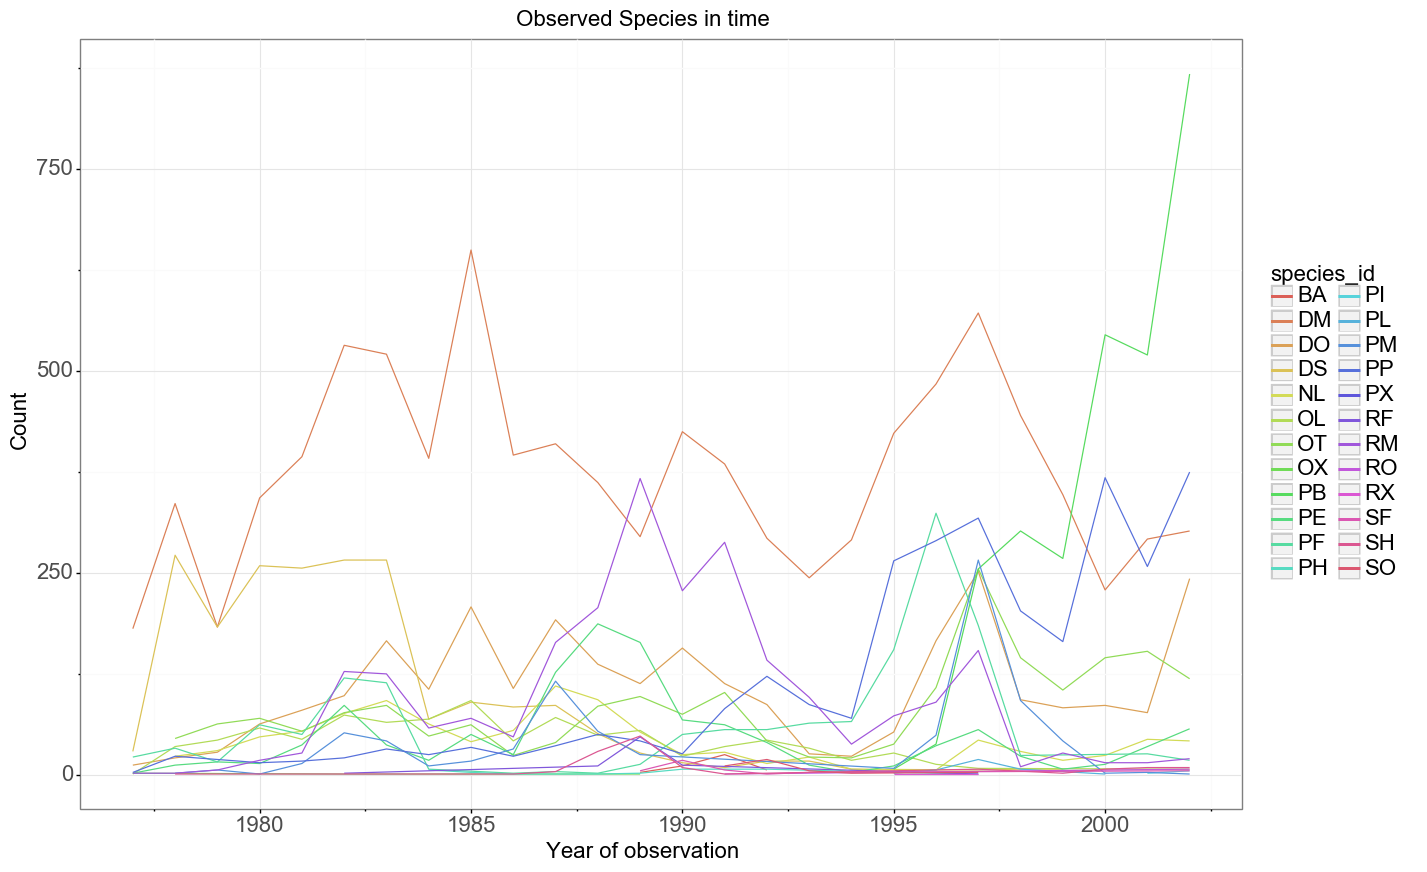 Observed Species in time
750
500
250
0
Count
1980 1985 1990 1995 2000
Year of observation
species_id
BA PI
DM PL
DO PM
DS PP
NL PX
OL RF
OT RM
OX RO
PB RX
PE SF
PF SH
PH SO